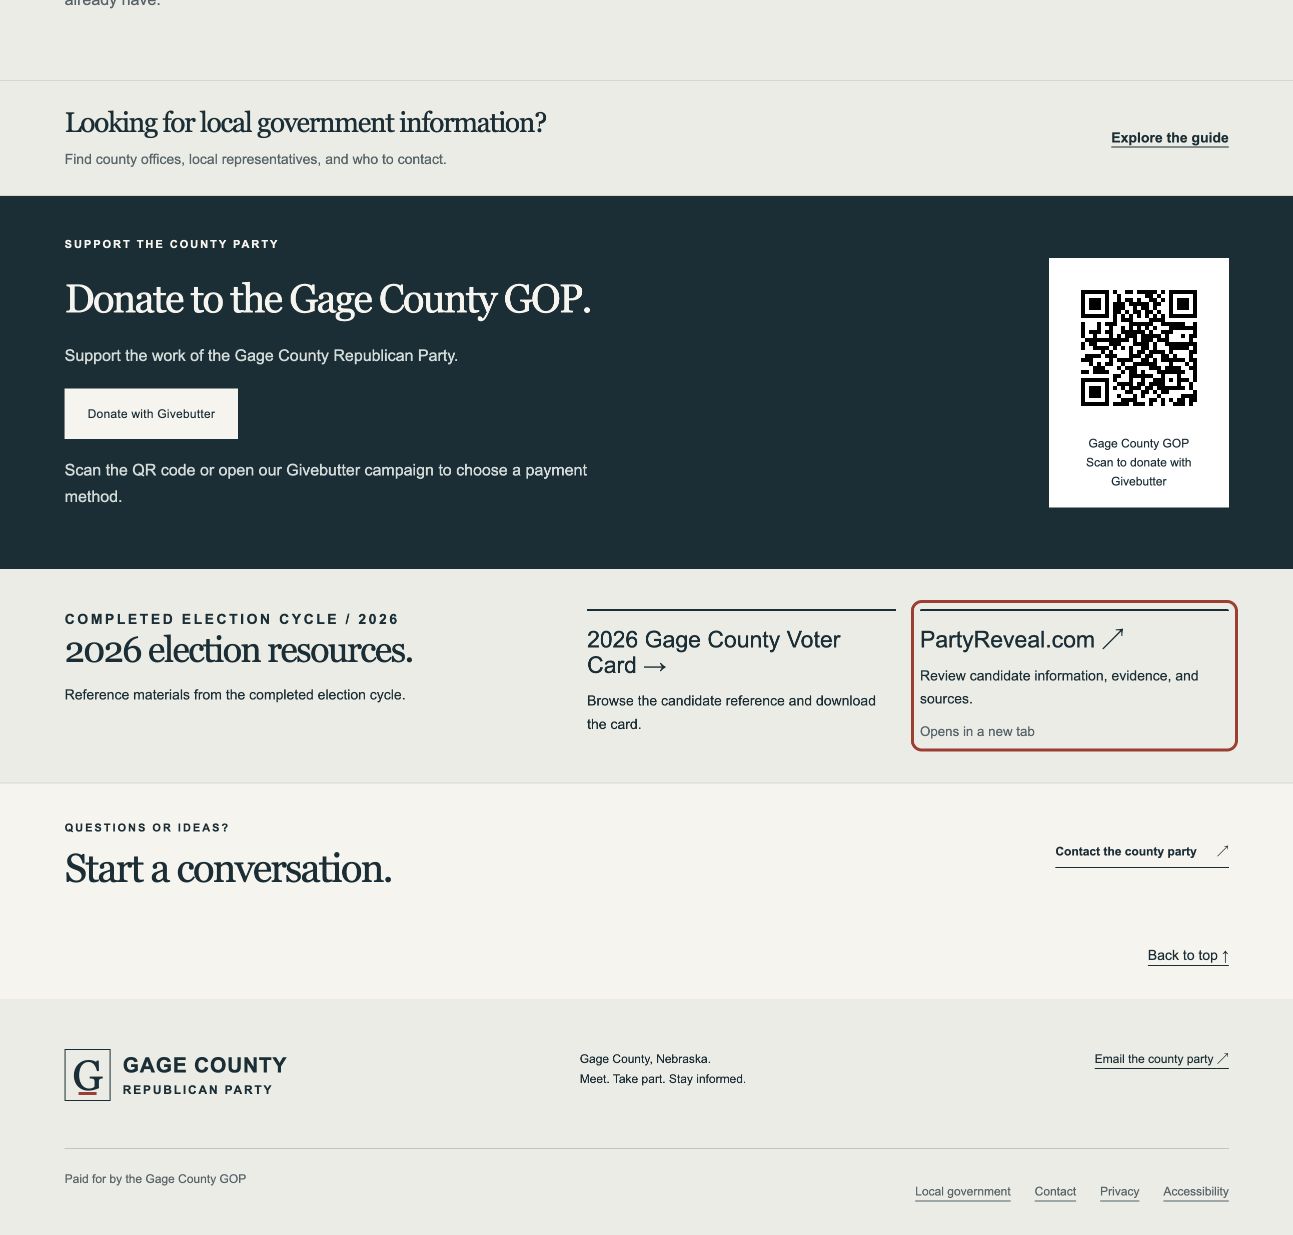 already have.
Looking for local government information?
Find county offices, local representatives, and who to contact.
Explore the guide
SUPPORT THE COUNTY PARTY
Donate to the Gage County GOP.
Support the work of the Gage County Republican Party.
Donate with Givebutter
Scan the QR code or open our Givebutter campaign to choose a payment
method.
Gage County GOP
Scan to donate with
Givebutter
COMPLETED ELECTION CYCLE / 2026
2026 election resources.
Reference materials from the completed election cycle.
2026 Gage County Voter
Card →
Browse the candidate reference and download
the card.
PartyReveal.com ↗
Review candidate information, evidence, and
sources.
Opens in a new tab
QUESTIONS OR IDEAS?
Start a conversation.
Contact the county party ↗
Back to top ↑
G
GAGE COUNTY
REPUBLICAN PARTY
Gage County, Nebraska.
Meet. Take part. Stay informed.
Email the county party ↗
Paid for by the Gage County GOP
Local government Contact Privacy Accessibility